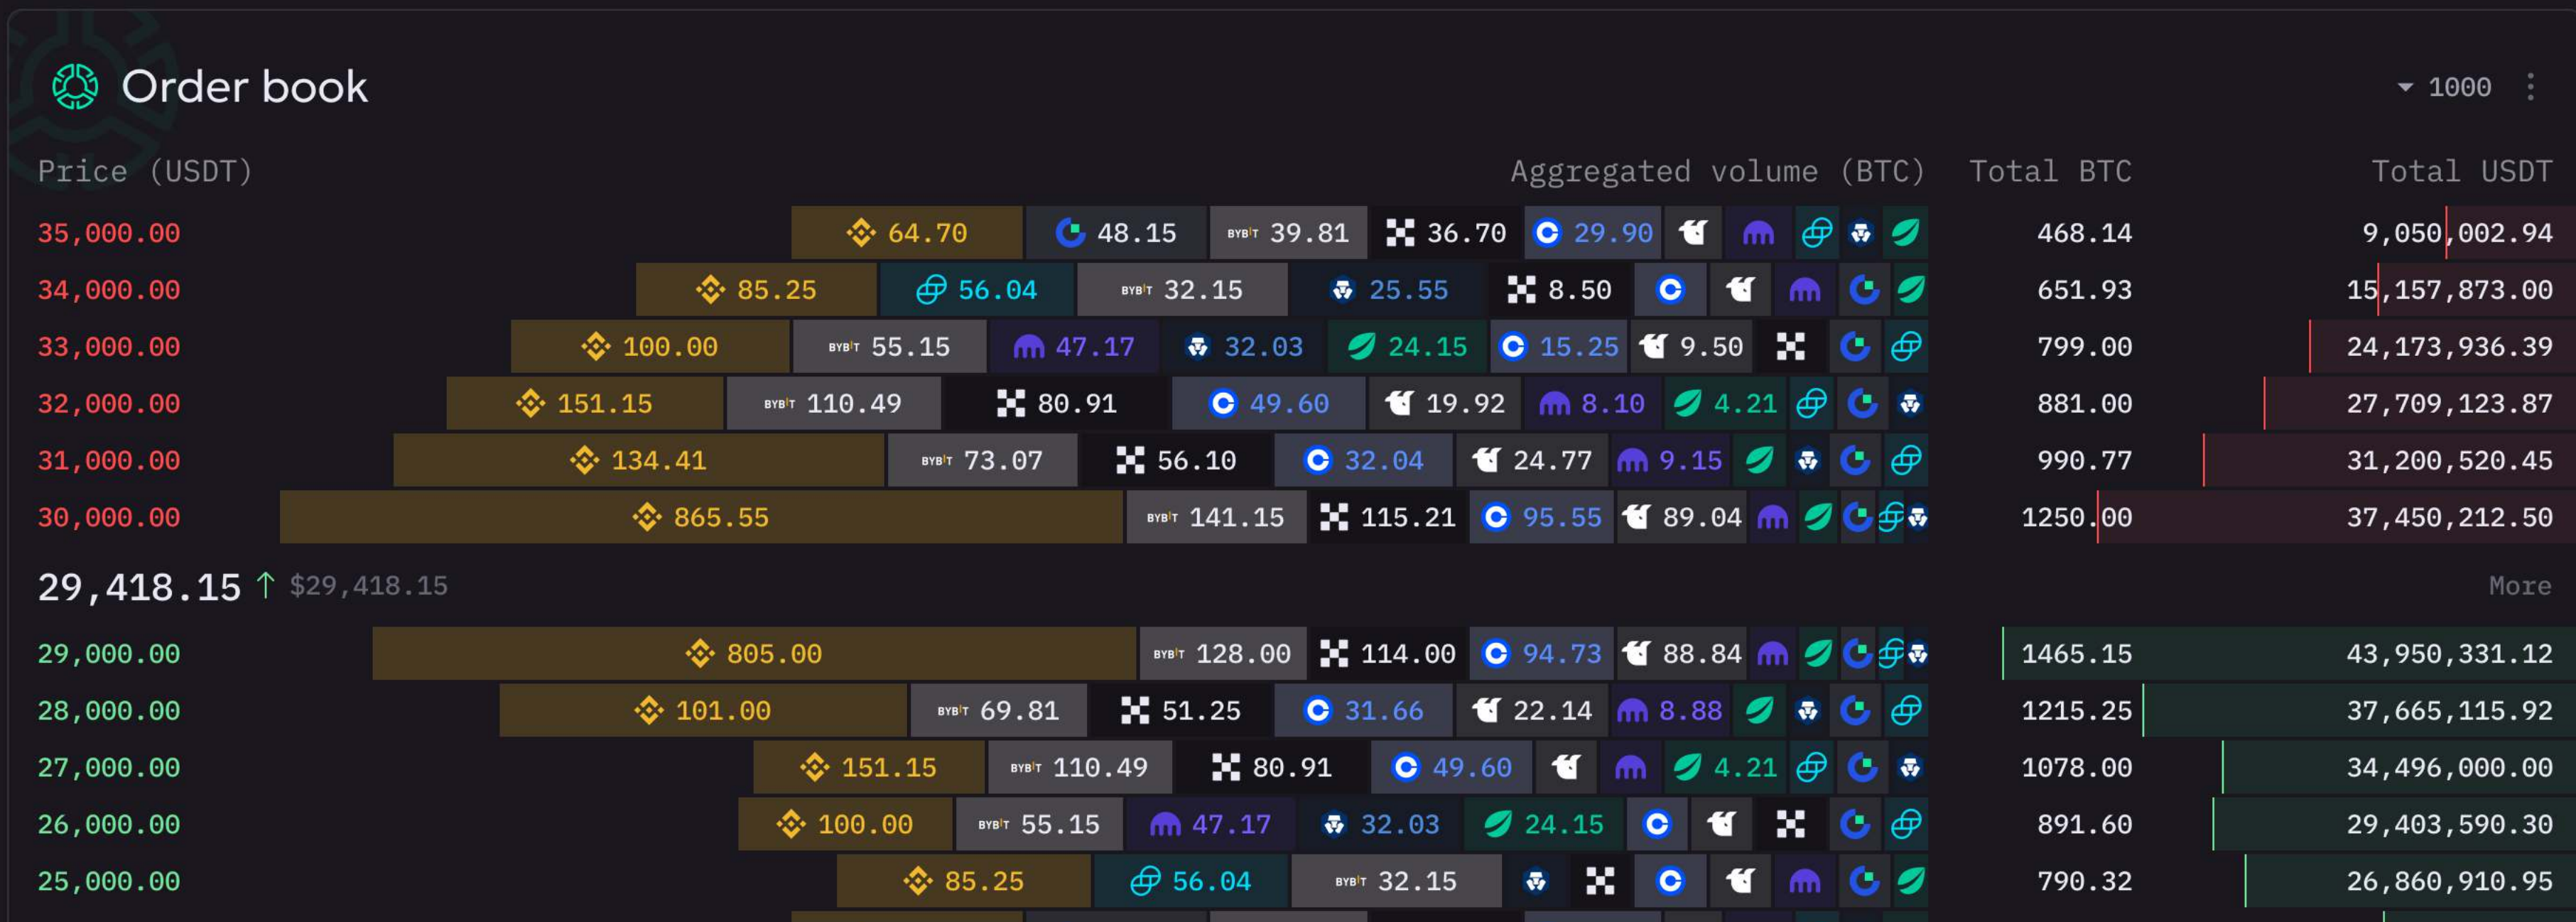 Order book 1000
Price (USDT) Aggregated volume (BTC) Total BTC Total USDT
35,000.00 64.70 48.15 BYBIT 39.81 36.70 29.90 468.14 9,050,002.94
34,000.00 85.25 56.04 BYBIT 32.15 25.55 8.50 651.93 15,157,873.00
33,000.00 100.00 BYBIT 55.15 47.17 32.03 24.15 15.25 9.50 799.00 24,173,936.39
32,000.00 151.15 BYBIT 110.49 80.91 49.60 19.92 8.10 4.21 881.00 27,709,123.87
31,000.00 134.41 BYBIT 73.07 56.10 32.04 24.77 9.15 990.77 31,200,520.45
30,000.00 865.55 BYBIT 141.15 115.21 95.55 89.04 1250.00 37,450,212.50
29,418.15 ↑ $29,418.15 More
29,000.00 805.00 BYBIT 128.00 114.00 94.73 88.84 1465.15 43,950,331.12
28,000.00 101.00 BYBIT 69.81 51.25 31.66 22.14 8.88 1215.25 37,665,115.92
27,000.00 151.15 BYBIT 110.49 80.91 49.60 4.21 1078.00 34,496,000.00
26,000.00 100.00 BYBIT 55.15 47.17 32.03 24.15 891.60 29,403,590.30
25,000.00 85.25 56.04 BYBIT 32.15 790.32 26,860,910.95